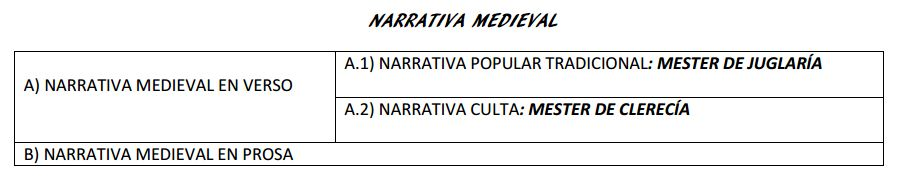 NARRATIVA MEDIEVAL
A) NARRATIVA MEDIEVAL EN VERSO
A.1) NARRATIVA POPULAR TRADICIONAL: MESTER DE JUGLARÍA
A.2) NARRATIVA CULTA: MESTER DE CLERECÍA
B) NARRATIVA MEDIEVAL EN PROSA